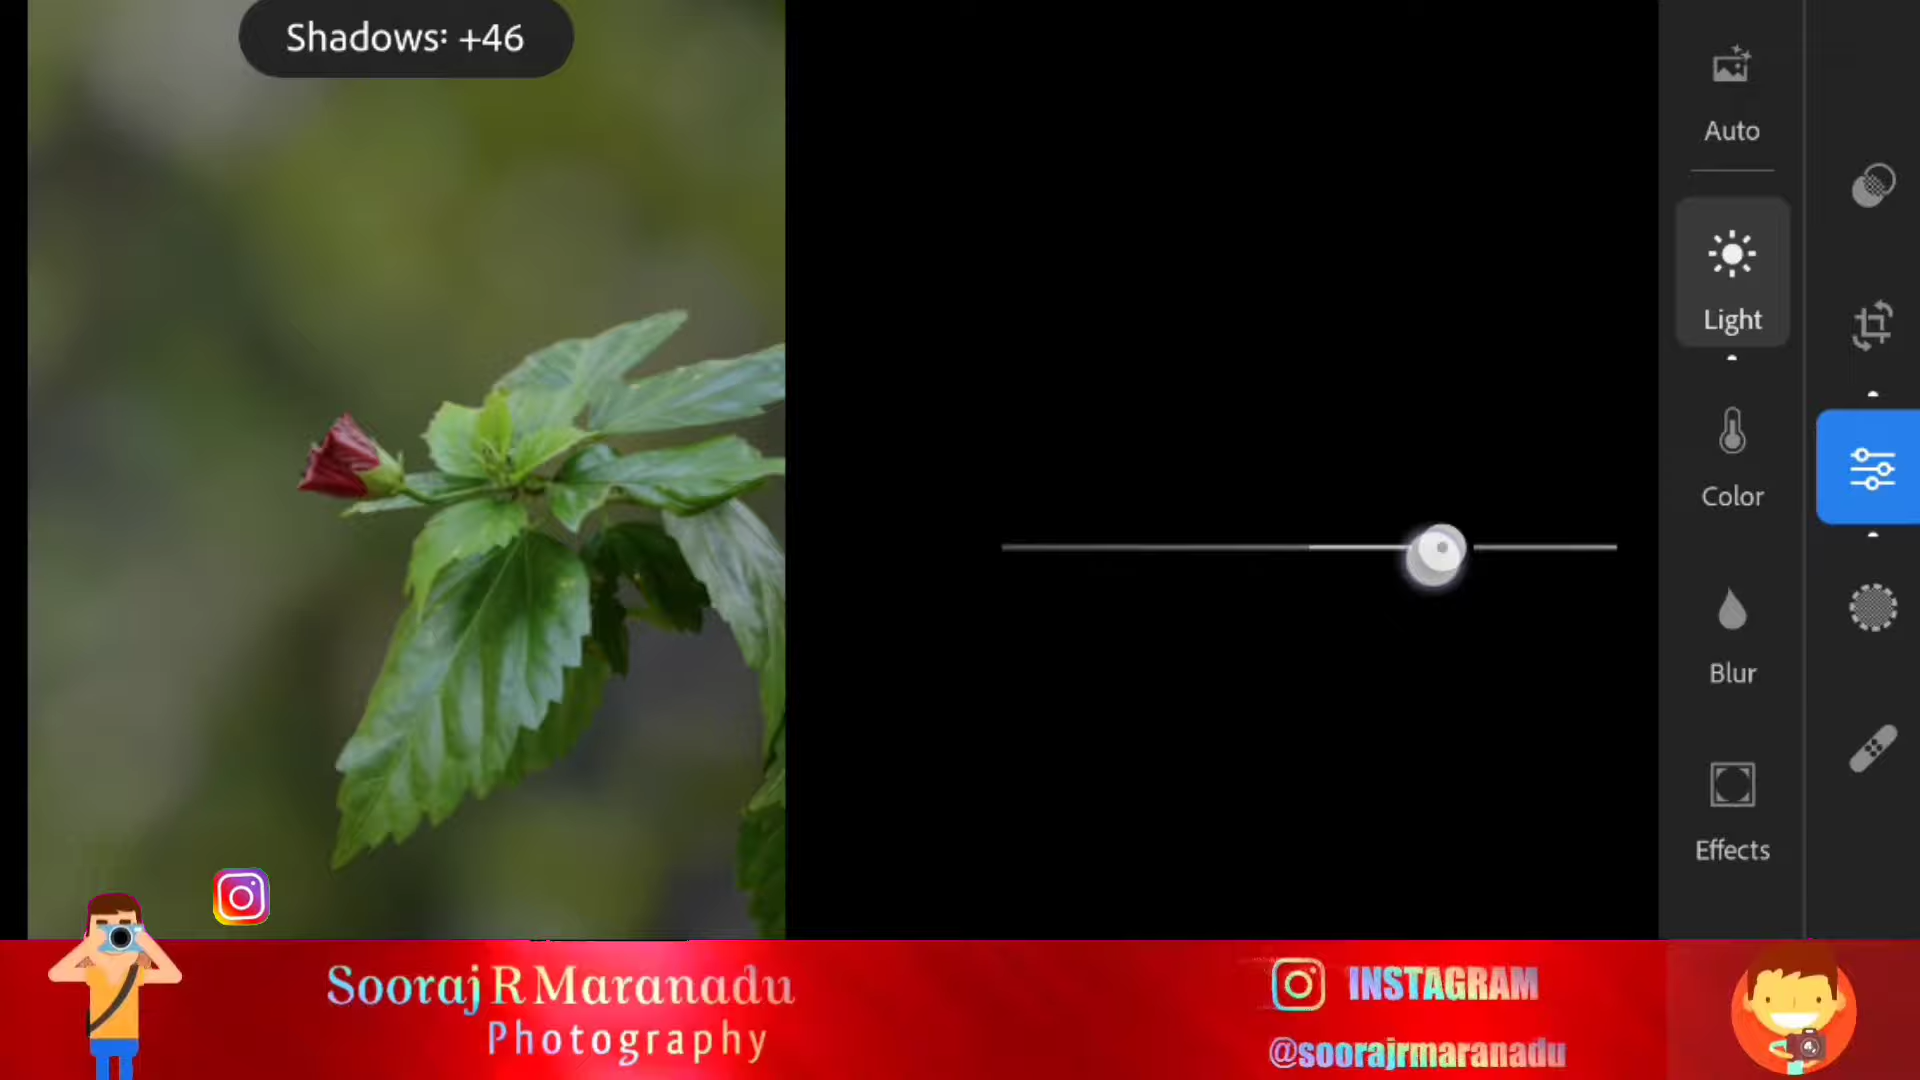 Shadows: +46
Auto
Light
Color
Blur
Effects
Sooraj R Maranadu
Photography
INSTAGRAM
@soorajrmaranadu